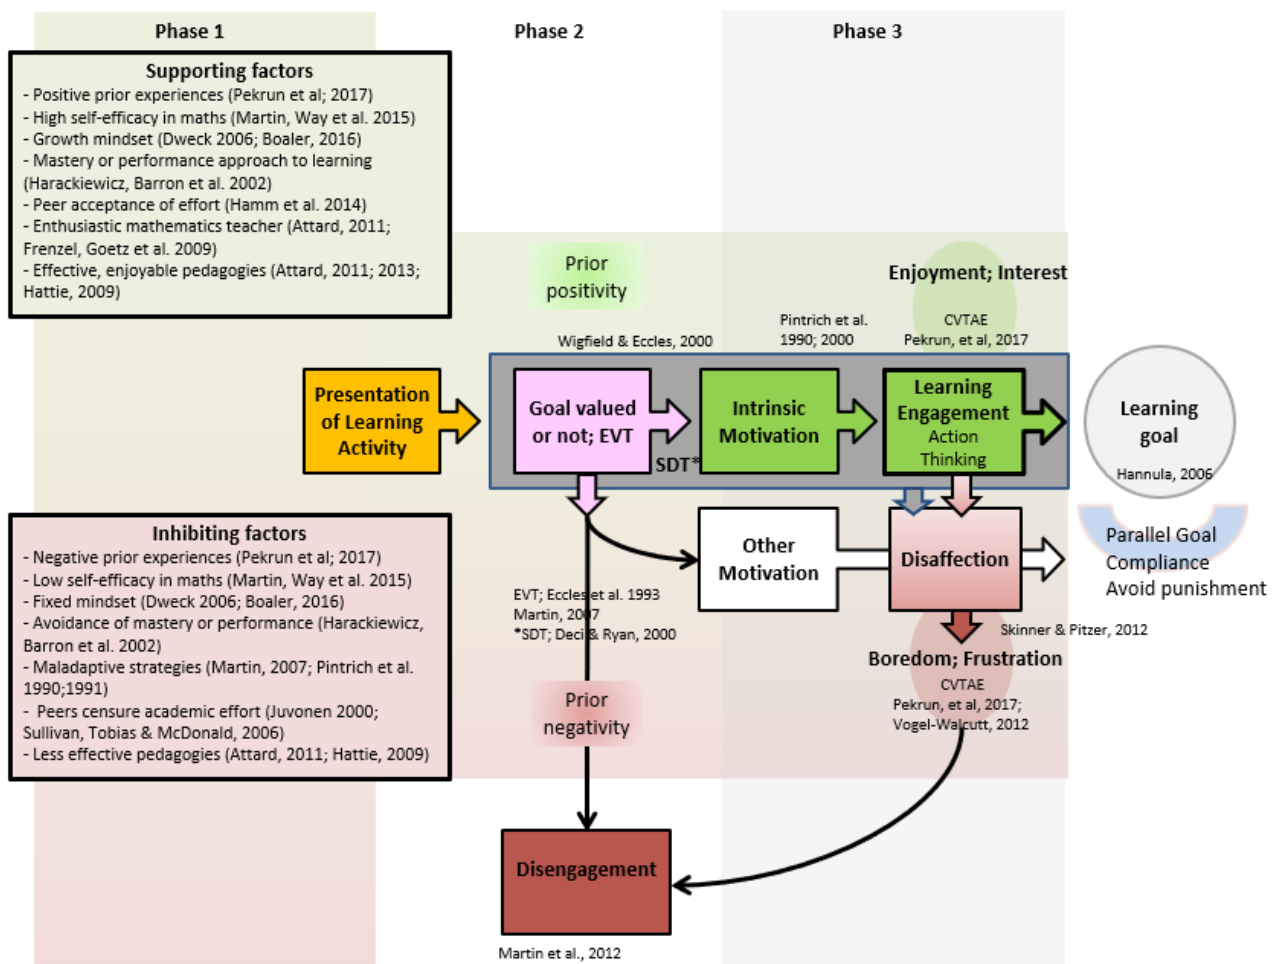 Phase 1
Phase 2
Phase 3
Supporting factors
- Positive prior experiences (Pekrun et al; 2017)
- High self-efficacy in maths (Martin, Way et al. 2015)
- Growth mindset (Dweck 2006; Boaler, 2016)
- Mastery or performance approach to learning
(Harackiewicz, Barron et al. 2002)
- Peer acceptance of effort (Hamm et al. 2014)
- Enthusiastic mathematics teacher (Attard, 2011;
Frenzel, Goetz et al. 2009)
- Effective, enjoyable pedagogies (Attard, 2011; 2013;
Hattie, 2009)
Prior
positivity
Enjoyment; Interest
Wigfield & Eccles, 2000
Pintrich et al.
1990; 2000
CVTAE
Pekrun, et al, 2017
Presentation
of Learning
Activity
Goal valued
or not; EVT
SDT*
Intrinsic
Motivation
Learning
Engagement
Action
Thinking
Learning
goal
Hannula, 2006
Inhibiting factors
- Negative prior experiences (Pekrun et al; 2017)
- Low self-efficacy in maths (Martin, Way et al. 2015)
- Fixed mindset (Dweck 2006; Boaler, 2016)
- Avoidance of mastery or performance (Harackiewicz,
Barron et al. 2002)
- Maladaptive strategies (Martin, 2007; Pintrich et al.
1990;1991)
- Peers censure academic effort (Juvonen 2000;
Sullivan, Tobias & McDonald, 2006)
- Less effective pedagogies (Attard, 2011; Hattie, 2009)
Other
Motivation
Disaffection
Parallel Goal
Compliance
Avoid punishment
EVT; Eccles et al. 1993
Martin, 2007
*SDT; Deci & Ryan, 2000
Skinner & Pitzer, 2012
Boredom; Frustration
CVTAE
Pekrun, et al, 2017;
Vogel-Walcutt, 2012
Prior
negativity
Disengagement
Martin et al., 2012